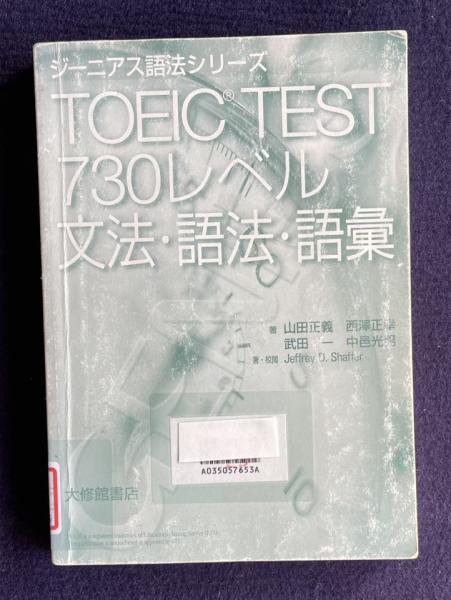 ジーニアス語法シリーズ
TOEIC® TEST
730レベル
文法・語法・語彙
著 山田正義 西澤正幸
武田 一 中邑光男
著・校閲 Jeffrey D. Shaffer
A035057653A
大修館書店